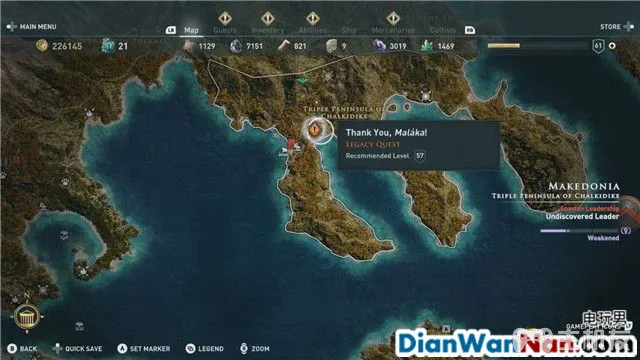 MAIN MENU
LB Map Quests Inventory Abilities Ship Mercenaries Cultists RB
STORE
226145 21 1129 7151 821 9 3019 1469 61
TRIPLE PENINSULA OF
CHALKIDIKE
Thank You, Maláka!
LEGACY QUEST
Recommended Level 57
MAKEDONIA
TRIPLE PENINSULA OF CHALKIDIKE
Spartan Leadership
Undiscovered Leader
Weakened
N
电玩男
B BACK QUICK SAVE A SET MARKER LEGEND ZOOM
DianWanNan.com